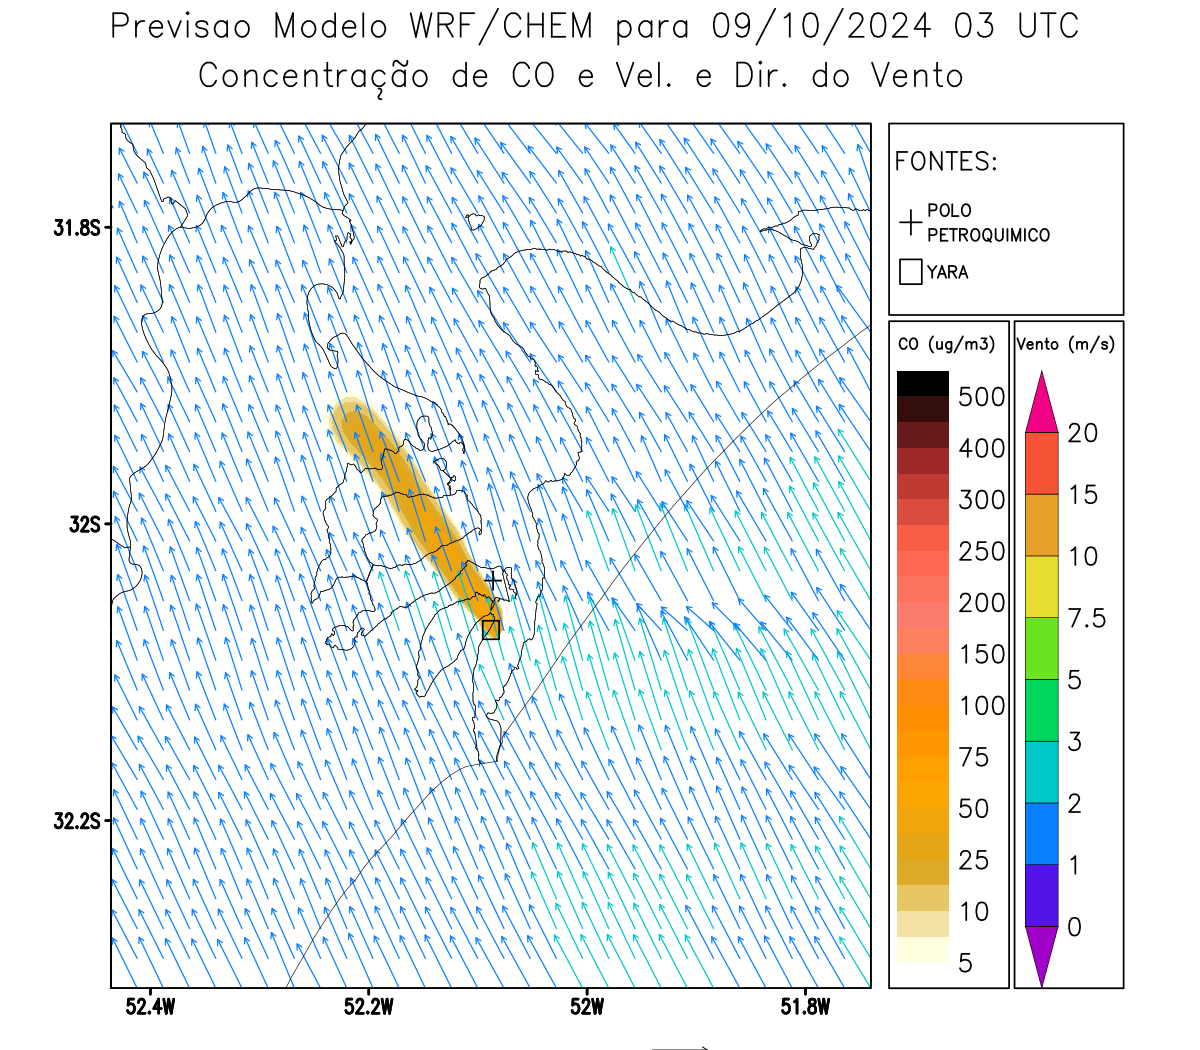 Previsao Modelo WRF/CHEM para 09/10/2024 03 UTC
Concentração de CO e Vel. e Dir. do Vento
FONTES:
POLO
PETROQUIMICO
YARA
CO (ug/m3)
500
400
300
250
200
150
100
75
50
25
10
5
Vento (m/s)
20
15
10
7.5
5
3
2
1
0
31.8S
32S
32.2S
52.4W
52.2W
52W
51.8W